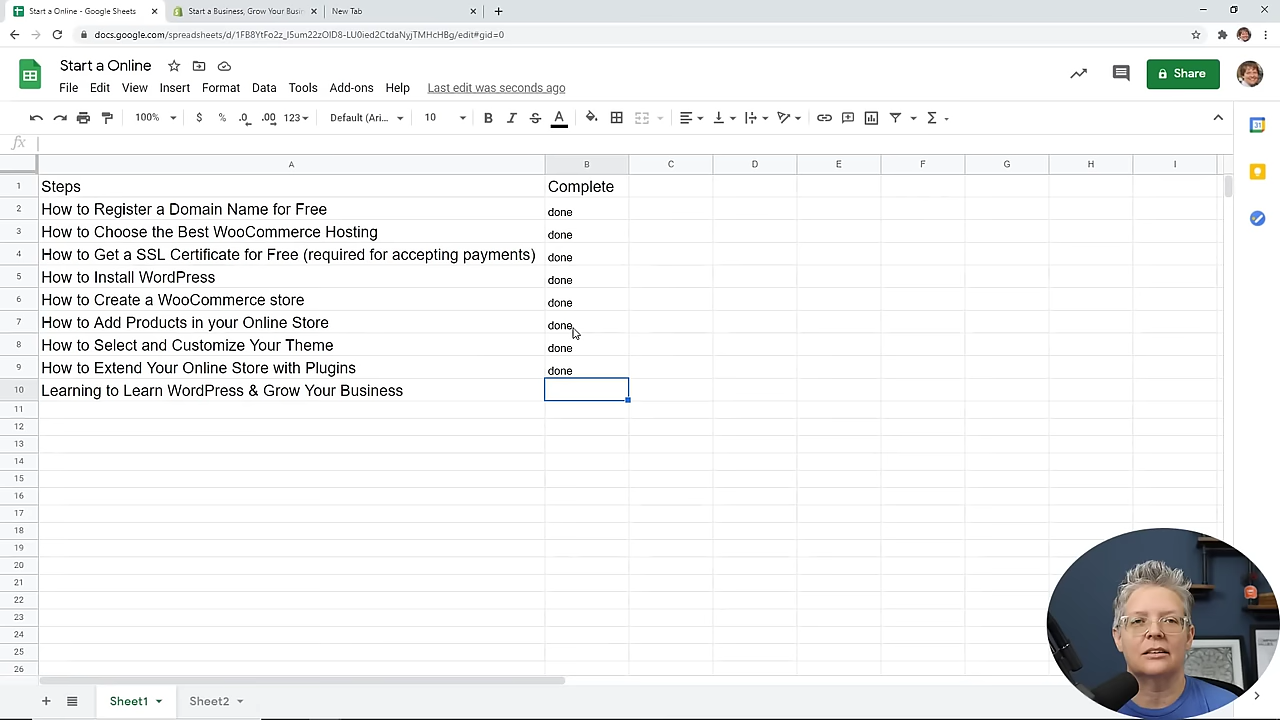 Start a Online - Google Sheets
Start a Business, Grow Your Busin
New Tab
docs.google.com/spreadsheets/d/1FB8YtFo2z_I5um22zOID8-LU0ied2CtdaNyjTMHcHBg/edit#gid=0
Start a Online
File Edit View Insert Format Data Tools Add-ons Help Last edit was seconds ago
Share
100% $ % .0 .00 123 Default (Ari... 10 B I S A Σ
fx
A B C D E F G H I
1 Steps Complete
2 How to Register a Domain Name for Free done
3 How to Choose the Best WooCommerce Hosting done
4 How to Get a SSL Certificate for Free (required for accepting payments) done
5 How to Install WordPress done
6 How to Create a WooCommerce store done
7 How to Add Products in your Online Store done
8 How to Select and Customize Your Theme done
9 How to Extend Your Online Store with Plugins done
10 Learning to Learn WordPress & Grow Your Business
11
12
13
14
15
16
17
18
19
20
21
22
23
24
25
26
Sheet1 Sheet2